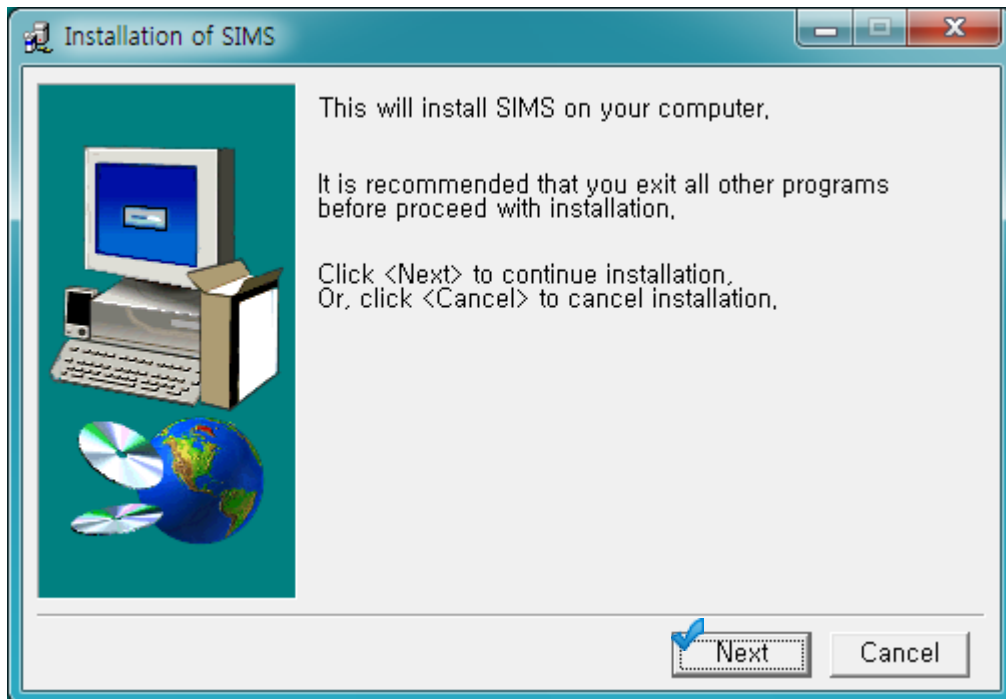 Installation of SIMS
This will install SIMS on your computer.
It is recommended that you exit all other programs
before proceed with installation.
Click <Next> to continue installation.
Or, click <Cancel> to cancel installation.
Next
Cancel